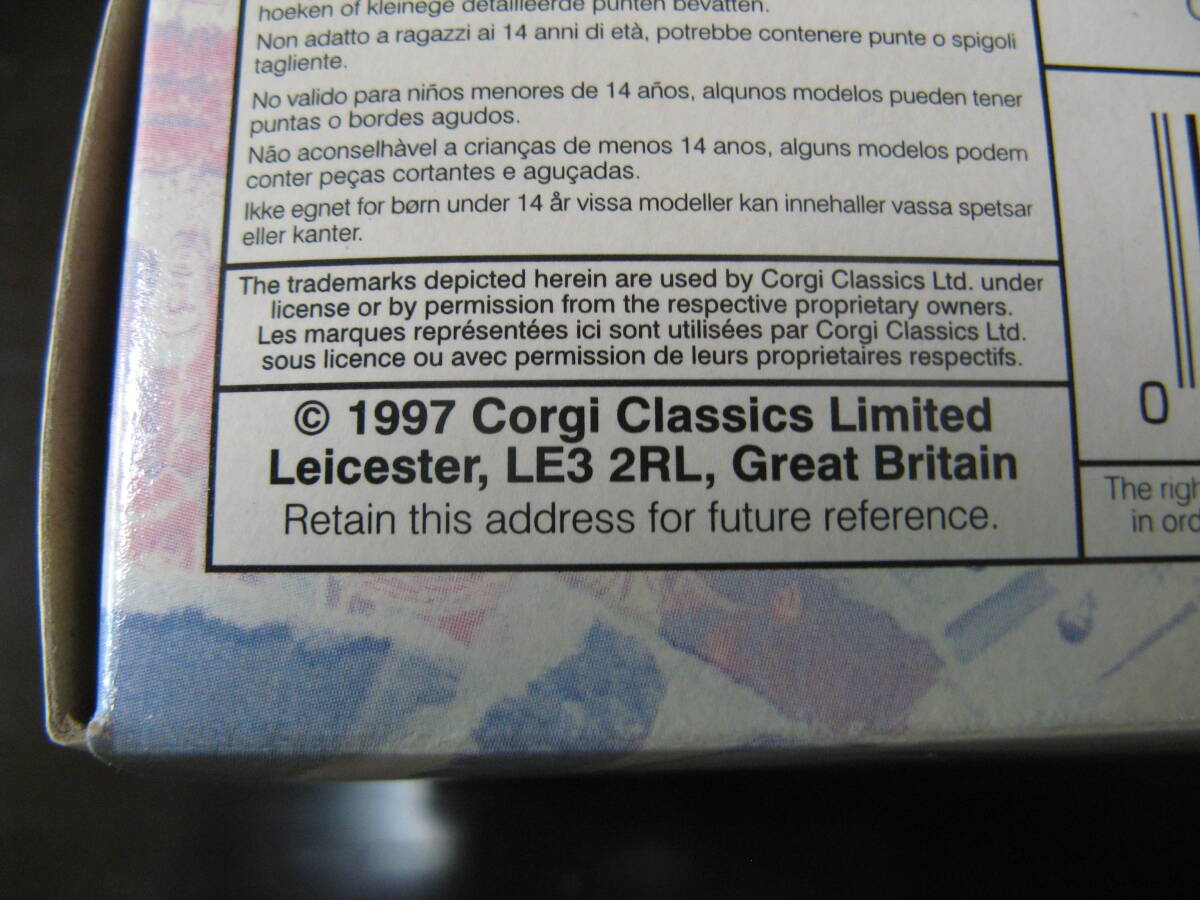 hoeken of kleinege detailleerde punten bevatten.
Non adatto a ragazzi ai 14 anni di età, potrebbe contenere punte o spigoli
tagliente.
No valido para niños menores de 14 años, alqunos modelos pueden tener
puntas o bordes agudos.
Não aconselhàvel a crianças de menos 14 anos, alguns modelos podem
conter peças cortantes e aguçadas.
Ikke egnet for børn under 14 år vissa modeller kan innehaller vassa spetsar
eller kanter.
The trademarks depicted herein are used by Corgi Classics Ltd. under
license or by permission from the respective proprietary owners.
Les marques représentées ici sont utilisées par Corgi Classics Ltd.
sous licence ou avec permission de leurs proprietaires respectifs.
© 1997 Corgi Classics Limited
Leicester, LE3 2RL, Great Britain
Retain this address for future reference.
0
The righ
in ord